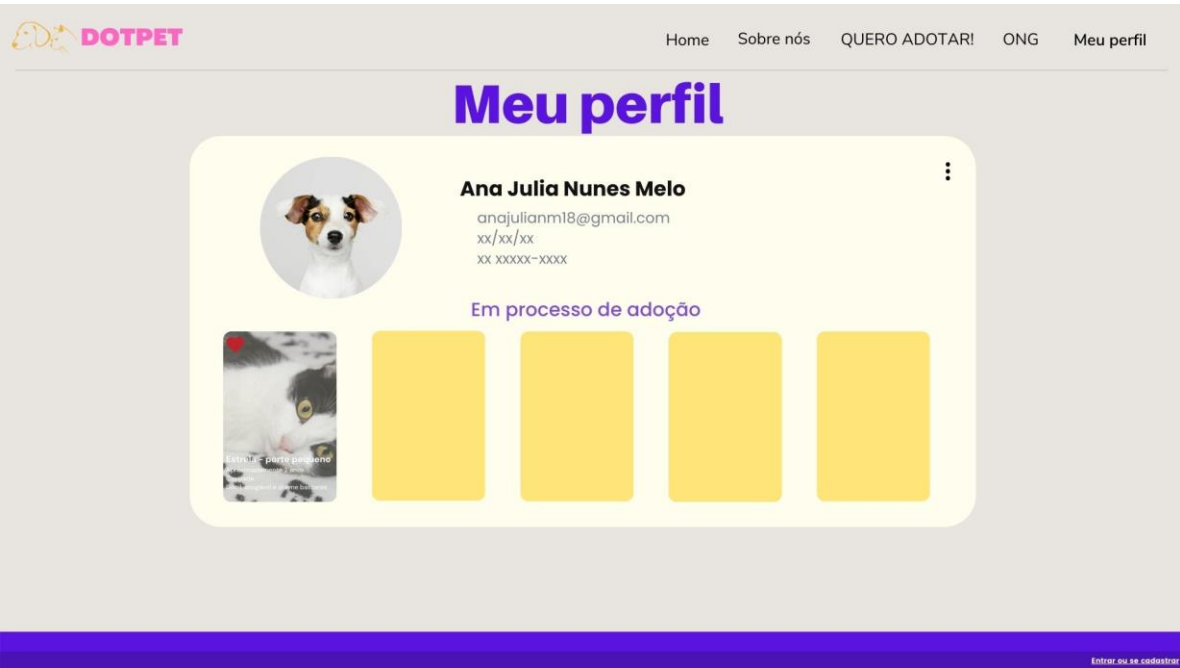 DOTPET
Home
Sobre nós
QUERO ADOTAR!
ONG
Meu perfil
Meu perfil
Ana Julia Nunes Melo
anajulianm18@gmail.com
xx/xx/xx
xx xxxxx-xxxx
Em processo de adoção
Estrela - porte pequeno
Entrar ou se cadastrar